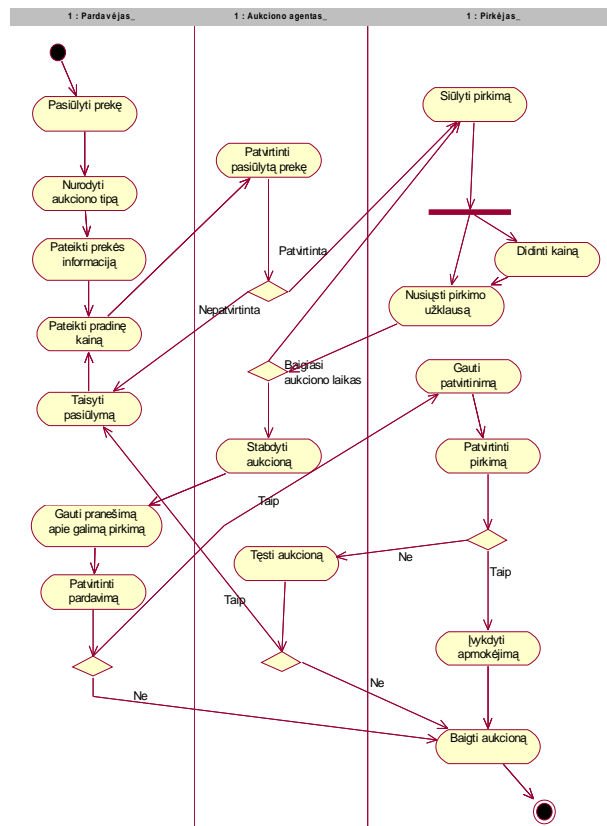 1 : Pardavėjas_
1 : Aukciono agentas_
1 : Pirkėjas_
Pasiūlyti prekę
Nurodyti
aukciono tipą
Pateikti prekės
informaciją
Pateikti pradinę
kainą
Taisyti
pasiūlymą
Gauti pranešimą
apie galimą pirkimą
Patvirtinti
pardavimą
Patvirtinti
pasiūlytą prekę
Patvirtinta
Nepatvirtinta
Baigiasi
aukciono laikas
Stabdyti
aukcioną
Taip
Tęsti aukcioną
Taip
Ne
Ne
Siūlyti pirkimą
Didinti kainą
Nusiųsti pirkimo
užklausą
Gauti
patvirtinimą
Patvirtinti
pirkimą
Ne
Taip
Įvykdyti
apmokėjimą
Baigti aukcioną